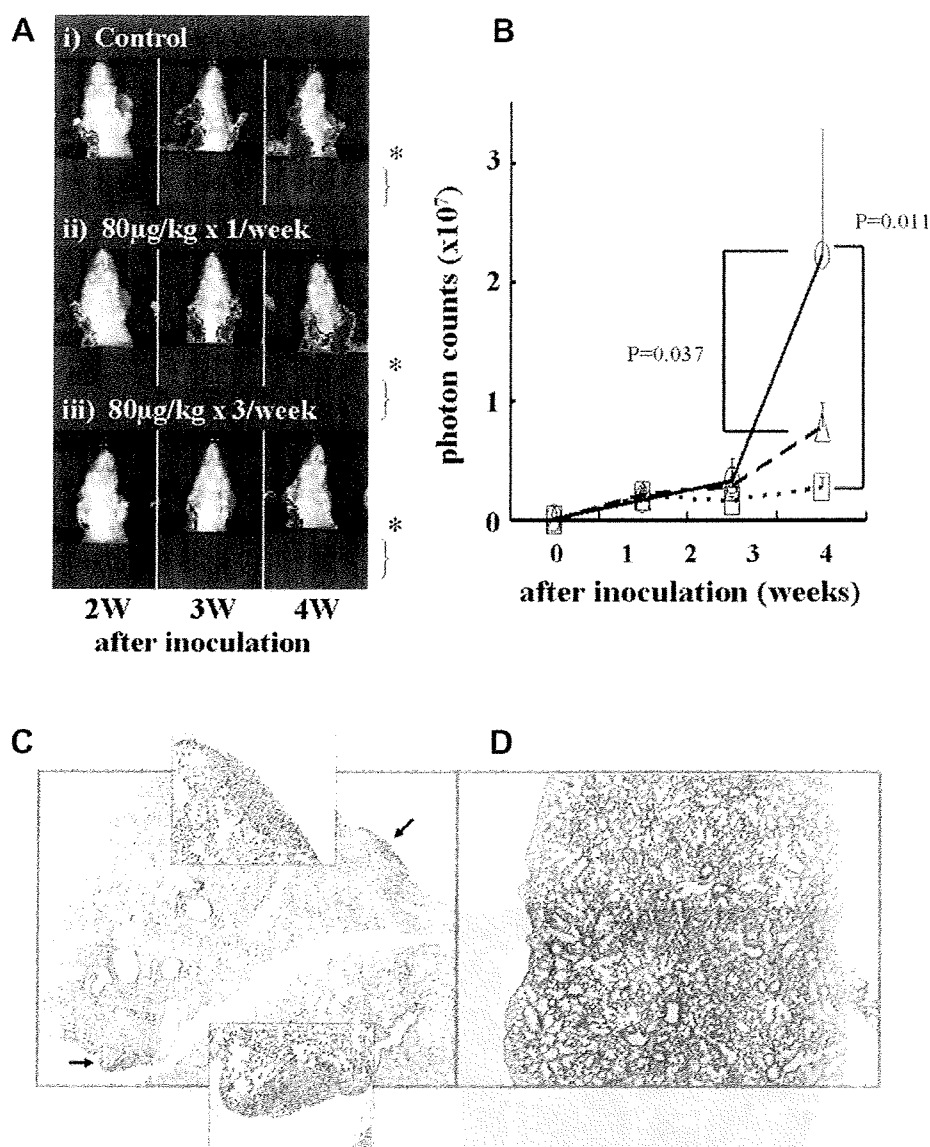 A
i) Control
*
ii) 80µg/kg x 1/week
*
iii) 80µg/kg x 3/week
*
2W 3W 4W
after inoculation
B
photon counts (x10⁷)
3
2
1
0
P=0.011
P=0.037
0 1 2 3 4
after inoculation (weeks)
C
D